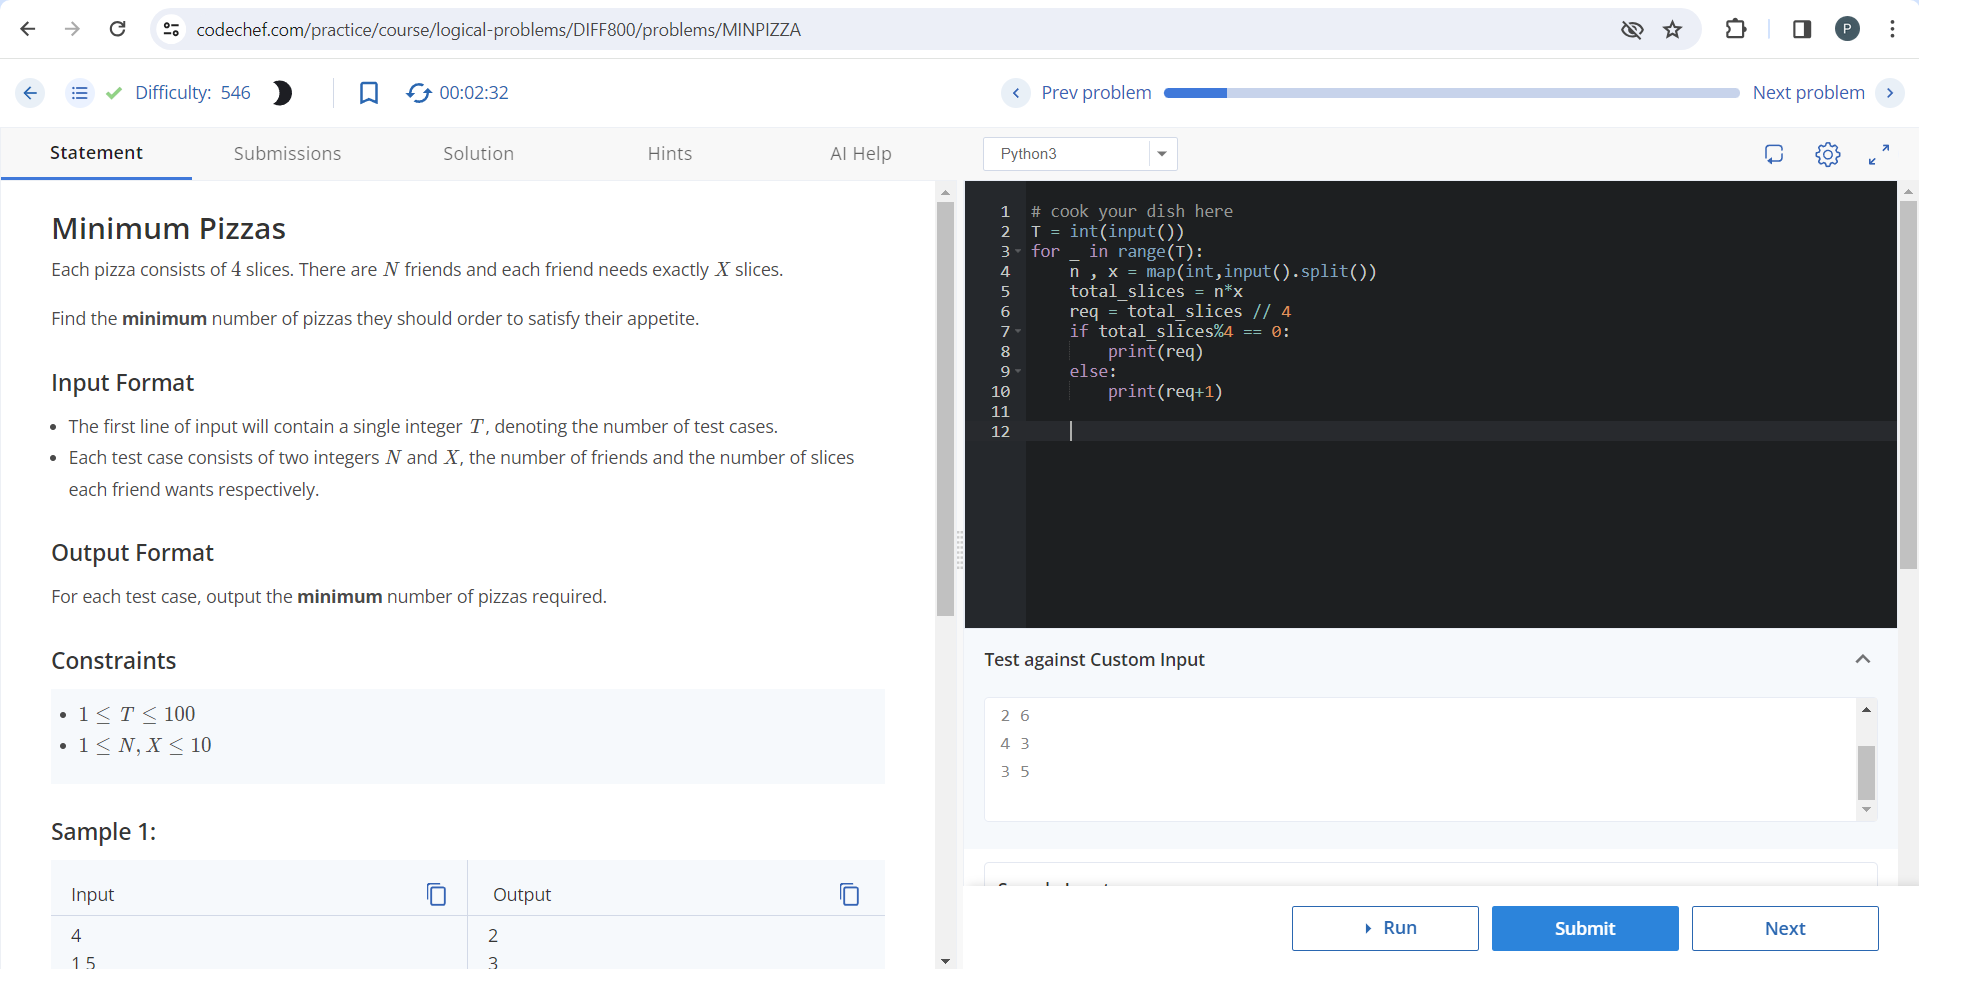 codechef.com/practice/course/logical-problems/DIFF800/problems/MINPIZZA
P
Difficulty: 546
00:02:32
Prev problem
Next problem
Statement
Submissions
Solution
Hints
AI Help
Python3
Minimum Pizzas
Each pizza consists of 4 slices. There are N friends and each friend needs exactly X slices.
Find the minimum number of pizzas they should order to satisfy their appetite.
Input Format
• The first line of input will contain a single integer T, denoting the number of test cases.
• Each test case consists of two integers N and X, the number of friends and the number of slices
each friend wants respectively.
Output Format
For each test case, output the minimum number of pizzas required.
Constraints
• 1 ≤ T ≤ 100
• 1 ≤ N, X ≤ 10
Sample 1:
Input
Output
4
2
1 5
3
1 # cook your dish here
2 T = int(input())
3 for _ in range(T):
4 n , x = map(int,input().split())
5 total_slices = n*x
6 req = total_slices // 4
7 if total_slices%4 == 0:
8 print(req)
9 else:
10 print(req+1)
11
12
Test against Custom Input
2 6
4 3
3 5
Run
Submit
Next